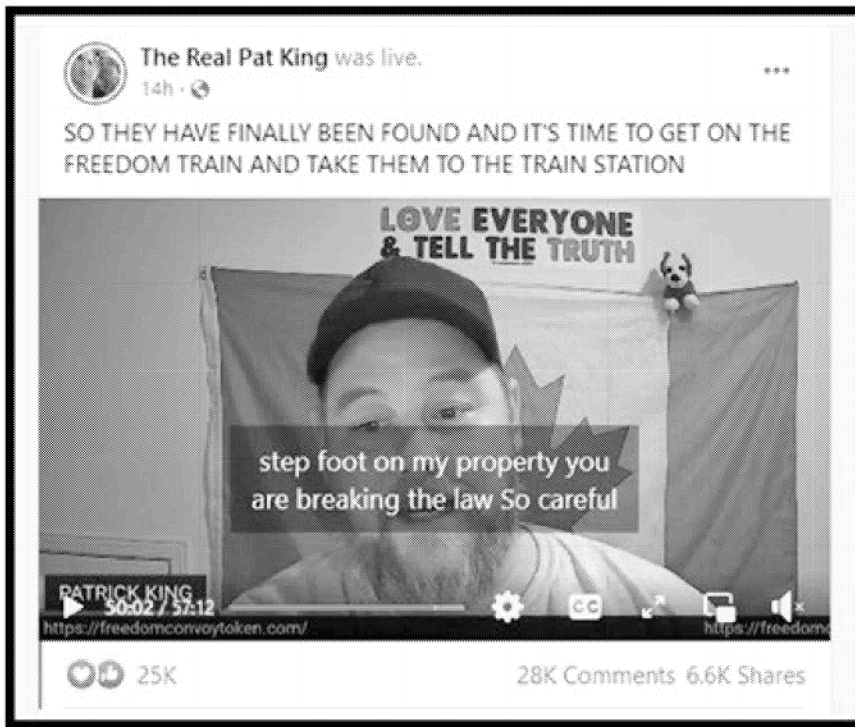 The Real Pat King was live.
14h
SO THEY HAVE FINALLY BEEN FOUND AND IT'S TIME TO GET ON THE
FREEDOM TRAIN AND TAKE THEM TO THE TRAIN STATION
LOVE EVERYONE
& TELL THE TRUTH
step foot on my property you
are breaking the law So careful
PATRICK KING
50:02 / 57:12
CC
https://freedomconvoytoken.com/
https://freedom
25K
28K Comments 6.6K Shares